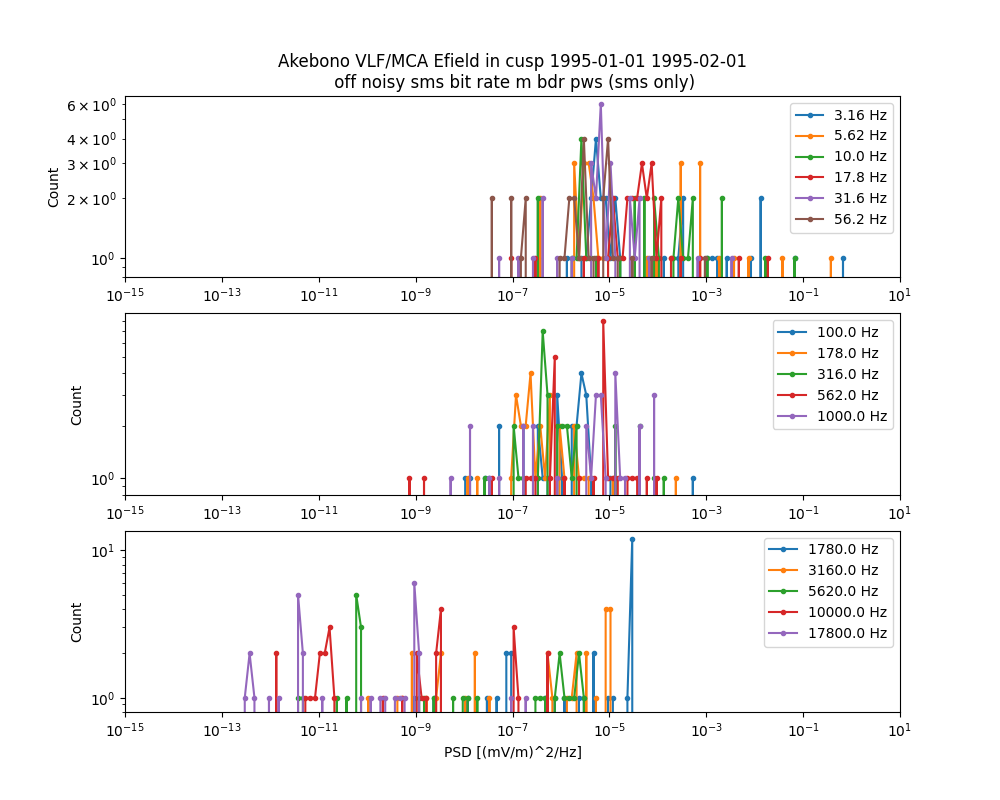 Akebono VLF/MCA Efield in cusp 1995-01-01 1995-02-01
off noisy sms bit rate m bdr pws (sms only)
6 × 10⁰
4 × 10⁰
3 × 10⁰
2 × 10⁰
10⁰
Count
3.16 Hz
5.62 Hz
10.0 Hz
17.8 Hz
31.6 Hz
56.2 Hz
10⁻¹⁵ 10⁻¹³ 10⁻¹¹ 10⁻⁹ 10⁻⁷ 10⁻⁵ 10⁻³ 10⁻¹ 10¹
10⁰
Count
100.0 Hz
178.0 Hz
316.0 Hz
562.0 Hz
1000.0 Hz
10⁻¹⁵ 10⁻¹³ 10⁻¹¹ 10⁻⁹ 10⁻⁷ 10⁻⁵ 10⁻³ 10⁻¹ 10¹
10¹
10⁰
Count
1780.0 Hz
3160.0 Hz
5620.0 Hz
10000.0 Hz
17800.0 Hz
10⁻¹⁵ 10⁻¹³ 10⁻¹¹ 10⁻⁹ 10⁻⁷ 10⁻⁵ 10⁻³ 10⁻¹ 10¹
PSD [(mV/m)^2/Hz]